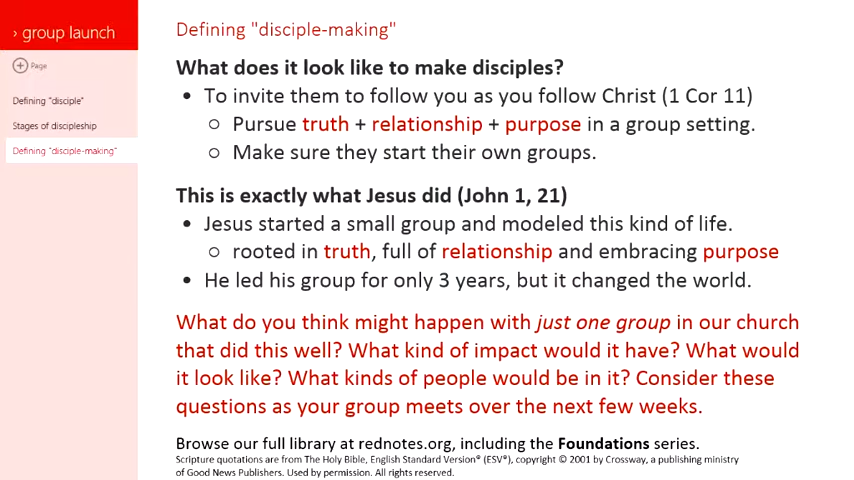 › group launch
Page
Defining "disciple"
Stages of discipleship
Defining "disciple-making"
Defining "disciple-making"
What does it look like to make disciples?
• To invite them to follow you as you follow Christ (1 Cor 11)
○ Pursue truth + relationship + purpose in a group setting.
○ Make sure they start their own groups.
This is exactly what Jesus did (John 1, 21)
• Jesus started a small group and modeled this kind of life.
○ rooted in truth, full of relationship and embracing purpose
• He led his group for only 3 years, but it changed the world.
What do you think might happen with just one group in our church
that did this well? What kind of impact would it have? What would
it look like? What kinds of people would be in it? Consider these
questions as your group meets over the next few weeks.
Browse our full library at rednotes.org, including the Foundations series.
Scripture quotations are from The Holy Bible, English Standard Version® (ESV®), copyright © 2001 by Crossway, a publishing ministry
of Good News Publishers. Used by permission. All rights reserved.